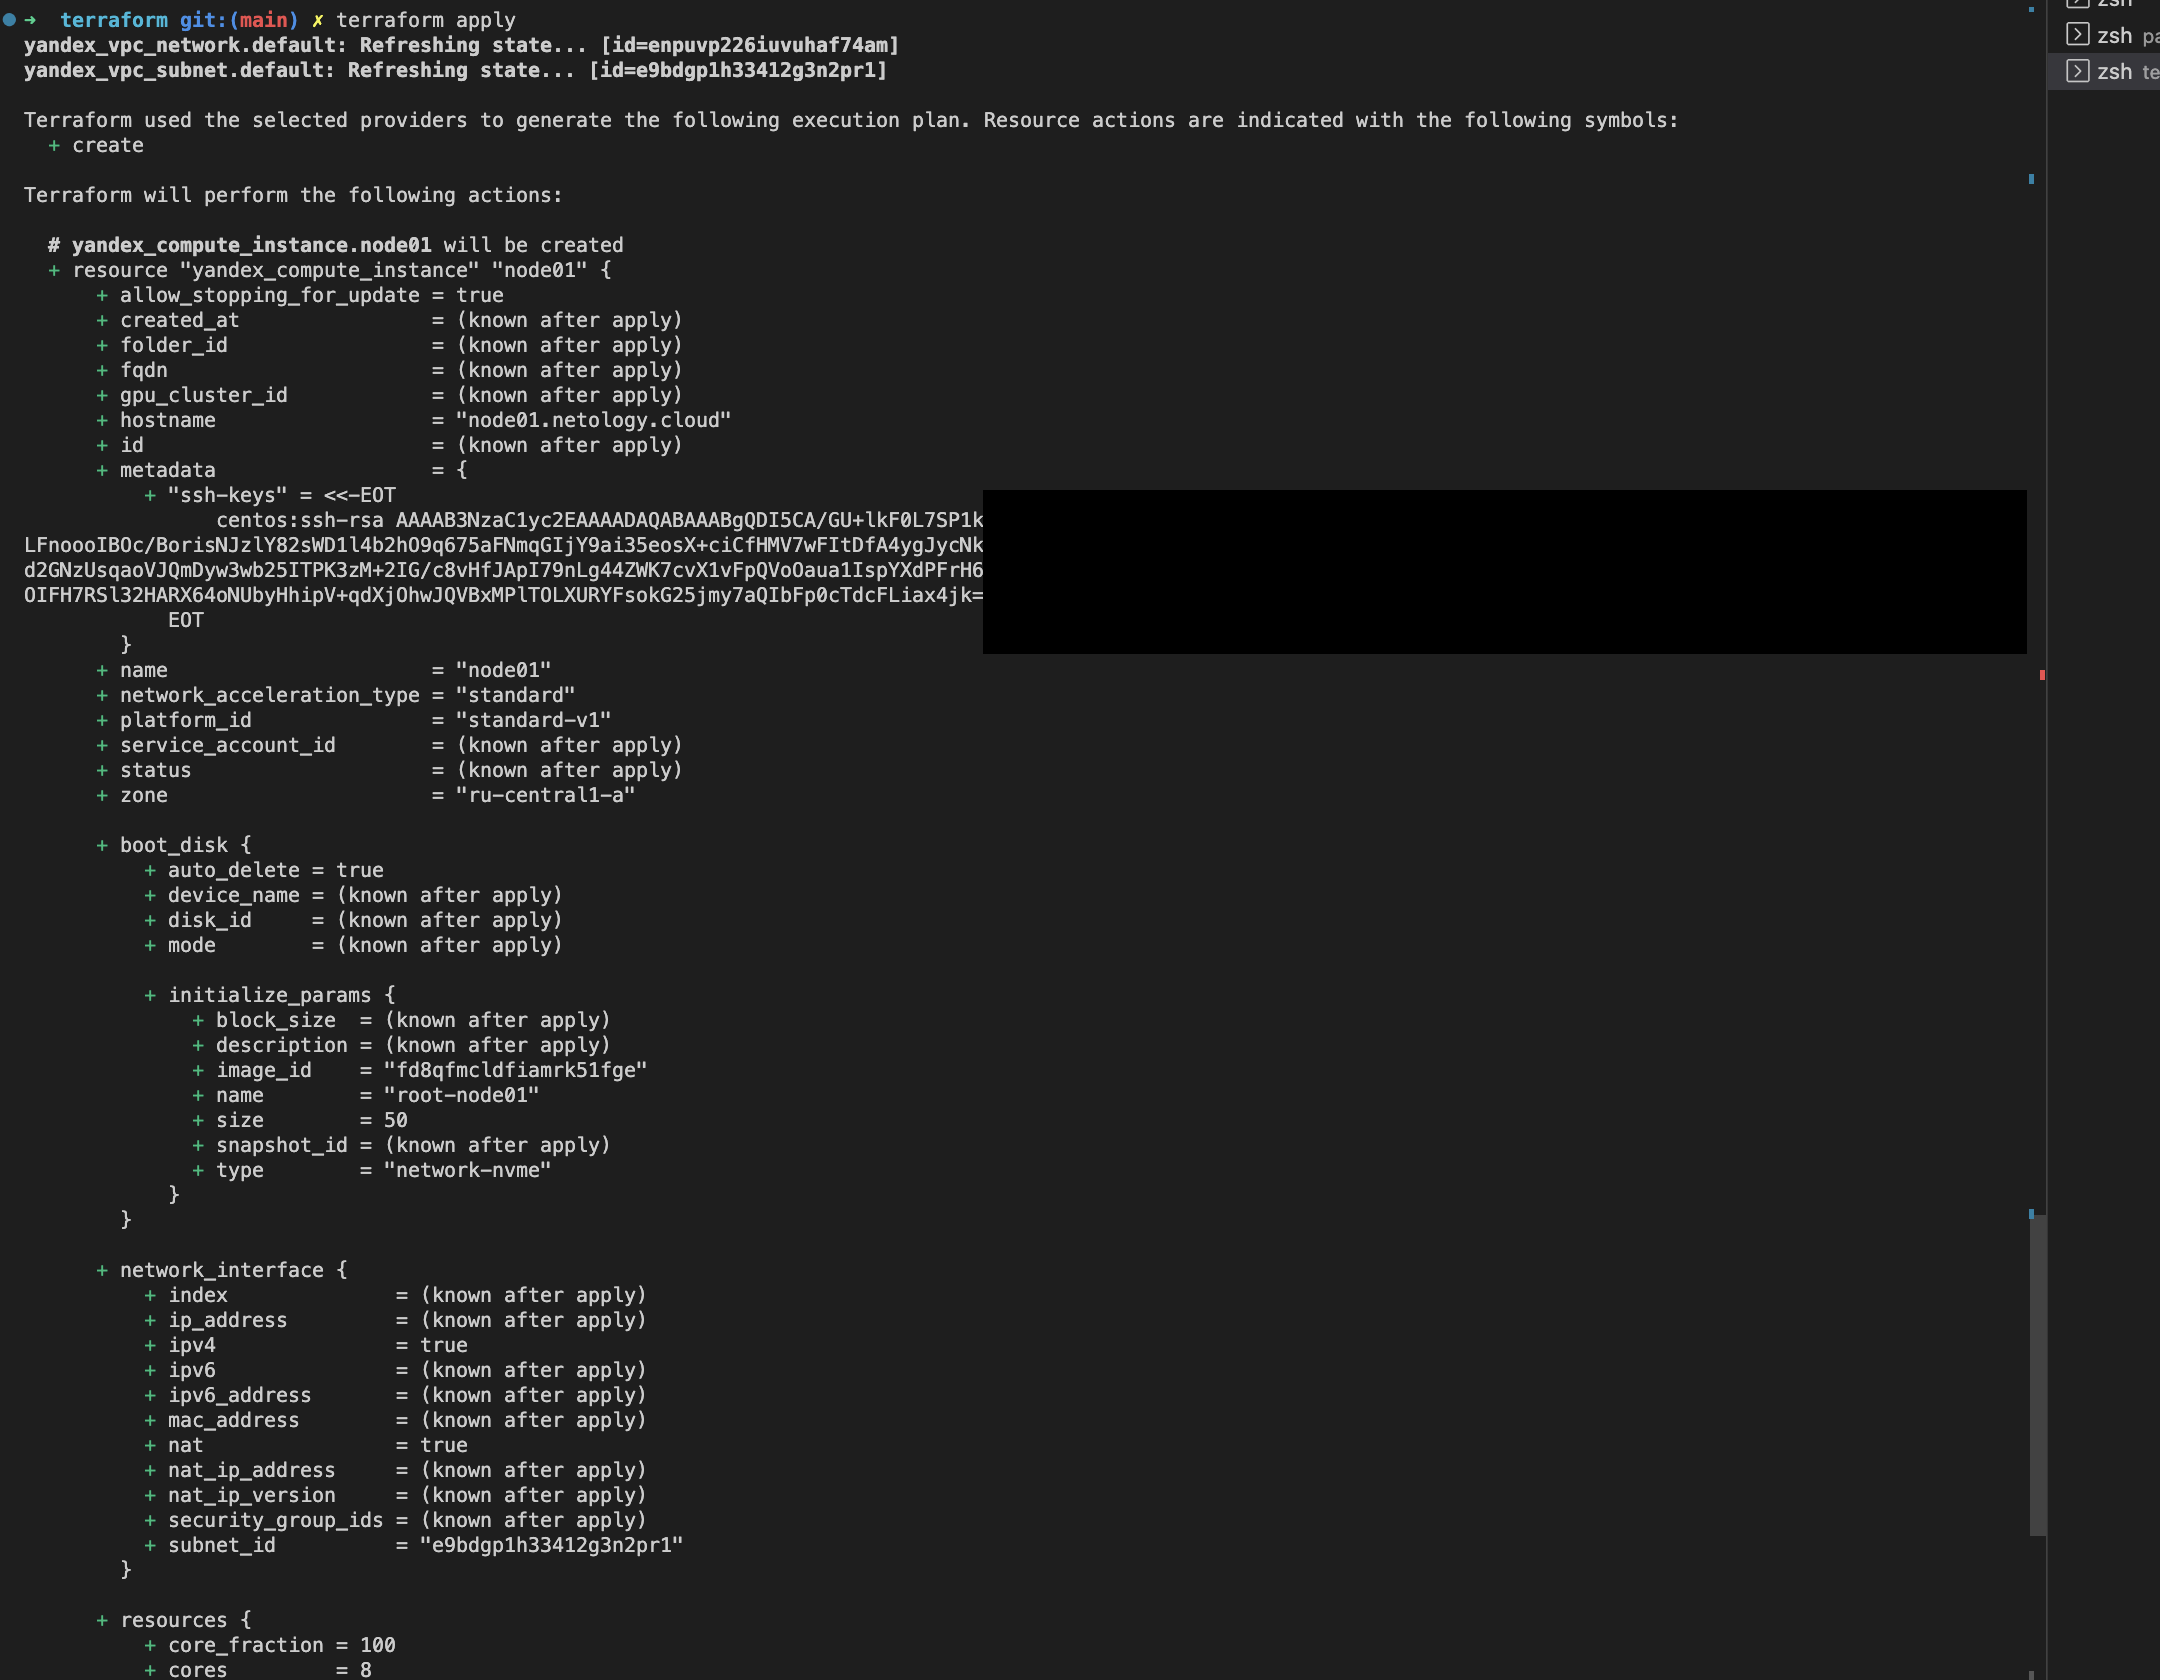 ➜  terraform git:(main) ✗ terraform apply
yandex_vpc_network.default: Refreshing state... [id=enpuvp226iuvuhaf74am]
yandex_vpc_subnet.default: Refreshing state... [id=e9bdgp1h33412g3n2pr1]
Terraform used the selected providers to generate the following execution plan. Resource actions are indicated with the following symbols:
  + create
Terraform will perform the following actions:
  # yandex_compute_instance.node01 will be created
  + resource "yandex_compute_instance" "node01" {
      + allow_stopping_for_update = true
      + created_at                = (known after apply)
      + folder_id                 = (known after apply)
      + fqdn                      = (known after apply)
      + gpu_cluster_id            = (known after apply)
      + hostname                  = "node01.netology.cloud"
      + id                        = (known after apply)
      + metadata                  = {
          + "ssh-keys" = <<-EOT
                centos:ssh-rsa AAAAB3NzaC1yc2EAAAADAQABAAABgQDI5CA/GU+lkF0L7SP1k
LFnoooIBOc/BorisNJzlY82sWD1l4b2hO9q675aFNmqGIjY9ai35eosX+ciCfHMV7wFItDfA4ygJycNk
d2GNzUsqaoVJQmDyw3wb25ITPK3zM+2IG/c8vHfJApI79nLg44ZWK7cvX1vFpQVoOaua1IspYXdPFrH6
OIFH7RSl32HARX64oNUbyHhipV+qdXjOhwJQVBxMPlTOLXURYFsokG25jmy7aQIbFp0cTdcFLiax4jk=
            EOT
        }
      + name                      = "node01"
      + network_acceleration_type = "standard"
      + platform_id               = "standard-v1"
      + service_account_id        = (known after apply)
      + status                    = (known after apply)
      + zone                      = "ru-central1-a"
      + boot_disk {
          + auto_delete = true
          + device_name = (known after apply)
          + disk_id     = (known after apply)
          + mode        = (known after apply)
          + initialize_params {
              + block_size  = (known after apply)
              + description = (known after apply)
              + image_id    = "fd8qfmcldfiamrk51fge"
              + name        = "root-node01"
              + size        = 50
              + snapshot_id = (known after apply)
              + type        = "network-nvme"
            }
        }
      + network_interface {
          + index              = (known after apply)
          + ip_address         = (known after apply)
          + ipv4               = true
          + ipv6               = (known after apply)
          + ipv6_address       = (known after apply)
          + mac_address        = (known after apply)
          + nat                = true
          + nat_ip_address     = (known after apply)
          + nat_ip_version     = (known after apply)
          + security_group_ids = (known after apply)
          + subnet_id          = "e9bdgp1h33412g3n2pr1"
        }
      + resources {
          + core_fraction = 100
          + cores         = 8
zsh
zsh pa
zsh te